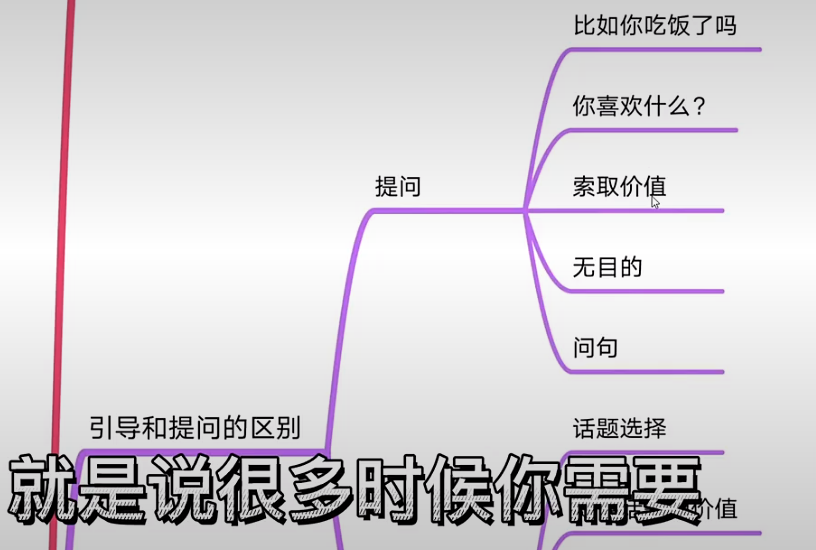 比如你吃饭了吗
你喜欢什么?
提问
索取价值
无目的
问句
引导和提问的区别
话题选择
价值
就是说很多时候你需要